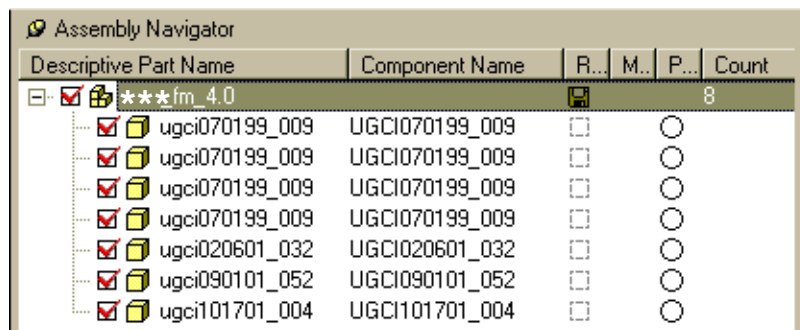 Assembly Navigator
Descriptive Part Name Component Name R... M... P... Count
***_fm_4.0 8
ugci070199_009 UGCI070199_009
ugci070199_009 UGCI070199_009
ugci070199_009 UGCI070199_009
ugci070199_009 UGCI070199_009
ugci020601_032 UGCI020601_032
ugci090101_052 UGCI090101_052
ugci101701_004 UGCI101701_004